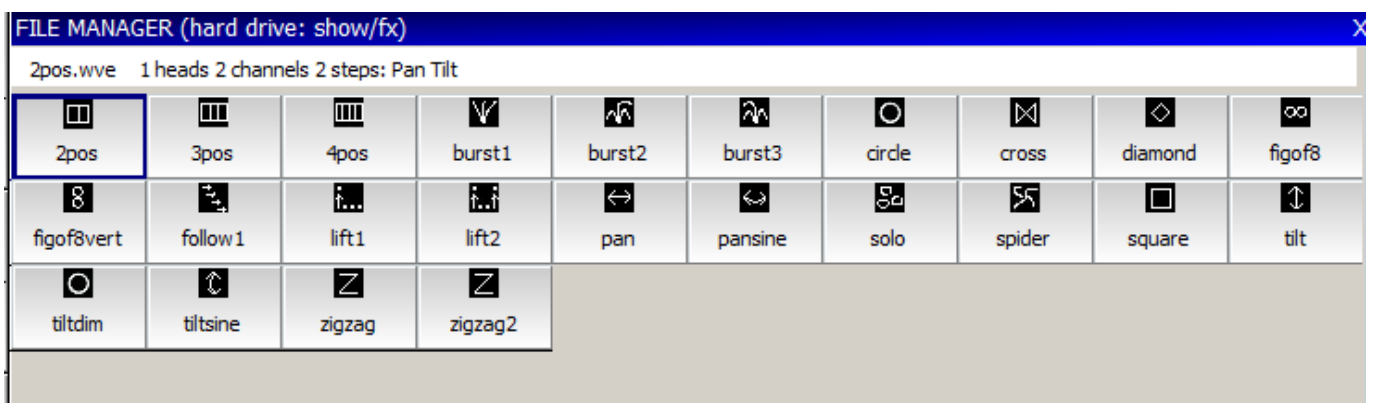 FILE MANAGER (hard drive: show/fx) X
2pos.wve 1 heads 2 channels 2 steps: Pan Tilt
2pos 3pos 4pos burst1 burst2 burst3 circle cross diamond figof8
figof8vert follow1 lift1 lift2 pan pansine solo spider square tilt
tiltdim tiltsine zigzag zigzag2